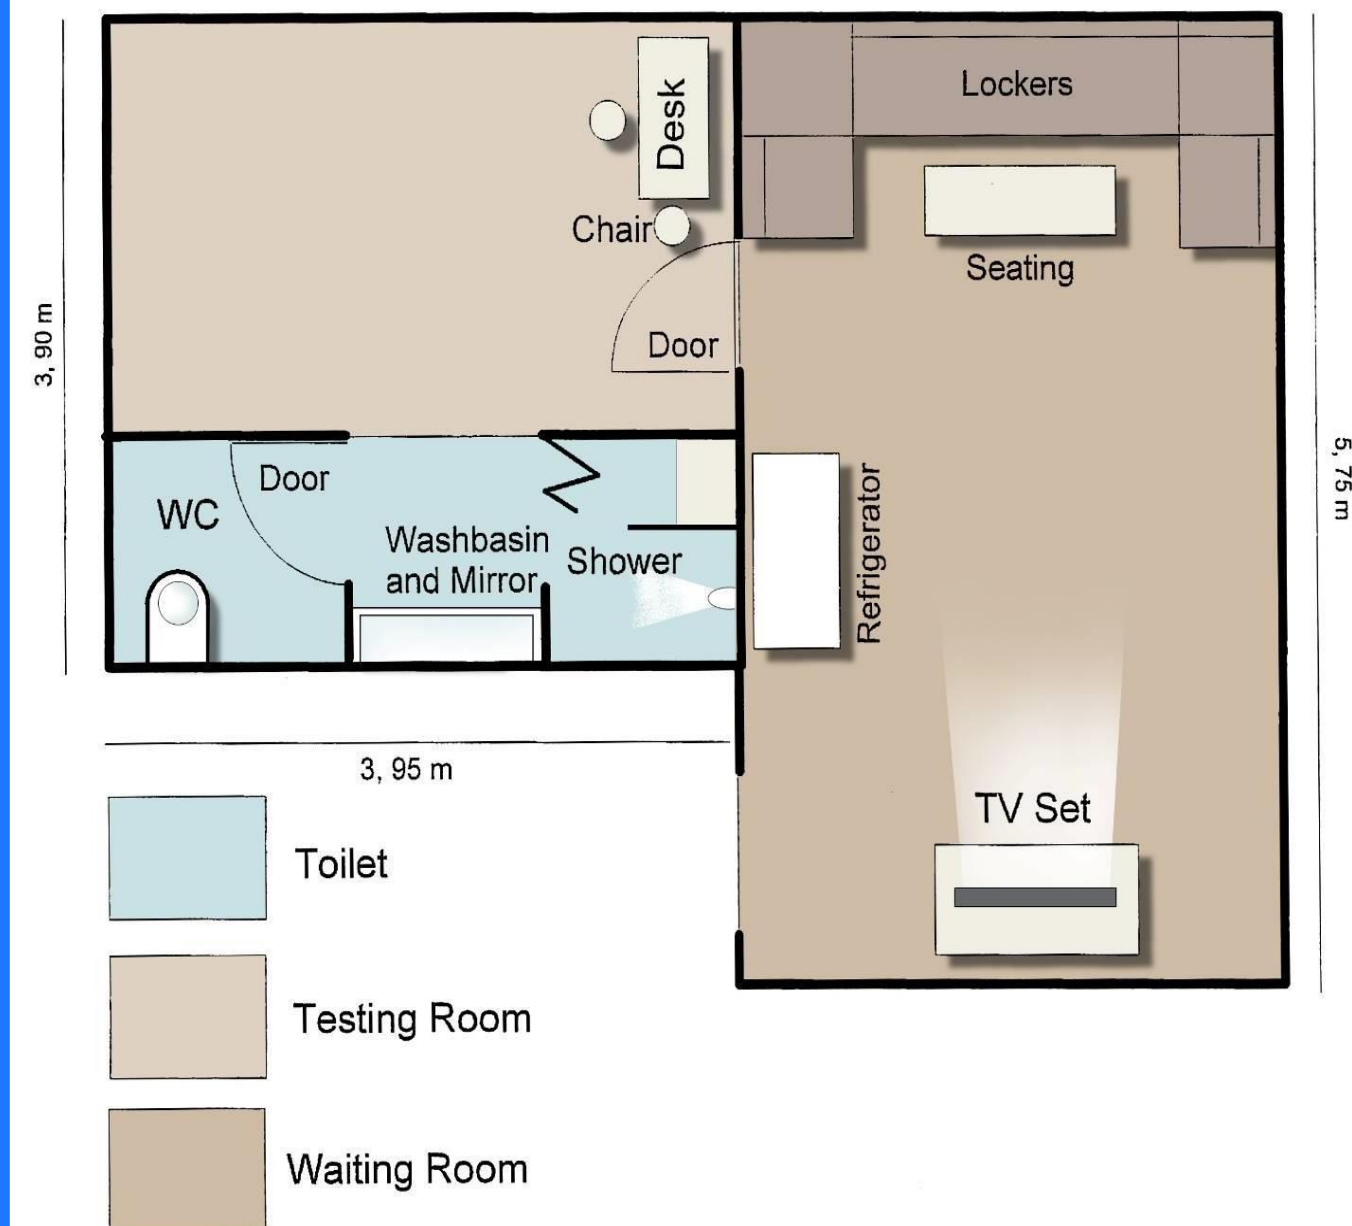 Desk
Lockers
Chair
Seating
Door
3, 90 m
5, 75 m
Door
WC
Washbasin
and Mirror
Shower
Refrigerator
3, 95 m
TV Set
Toilet
Testing Room
Waiting Room